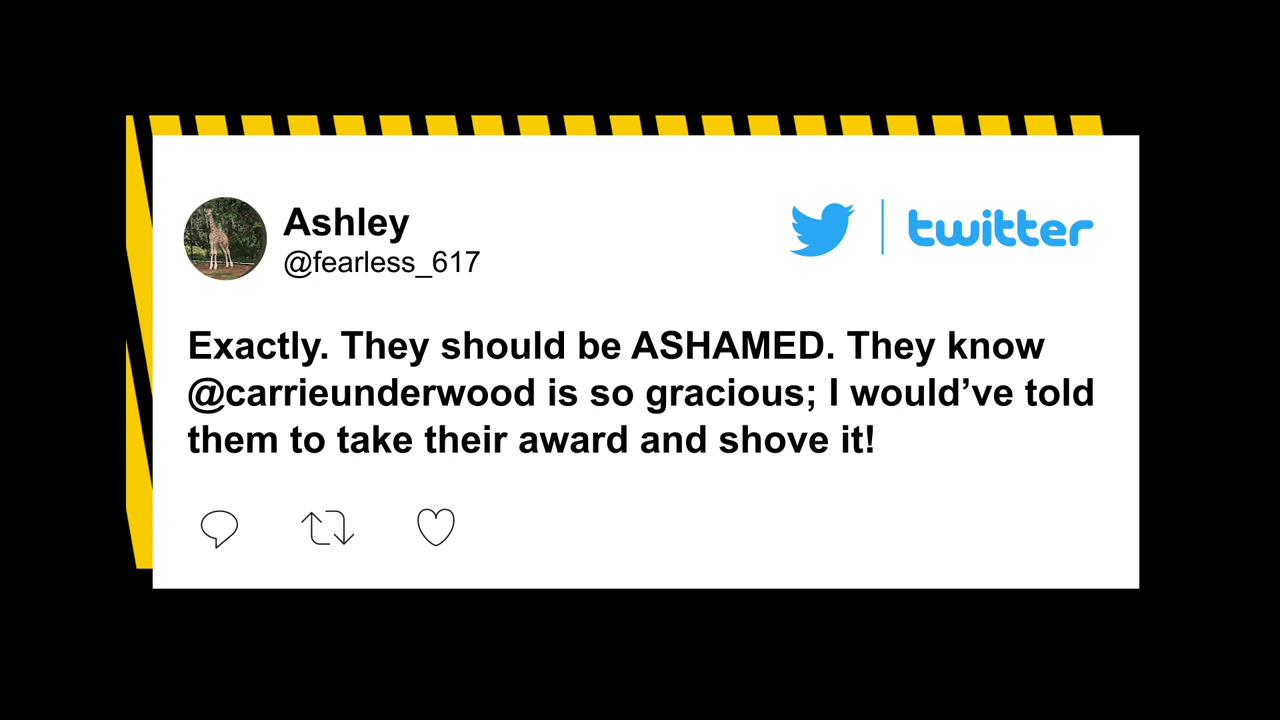 Ashley
@fearless_617
twitter
Exactly. They should be ASHAMED. They know
@carrieunderwood is so gracious; I would’ve told
them to take their award and shove it!